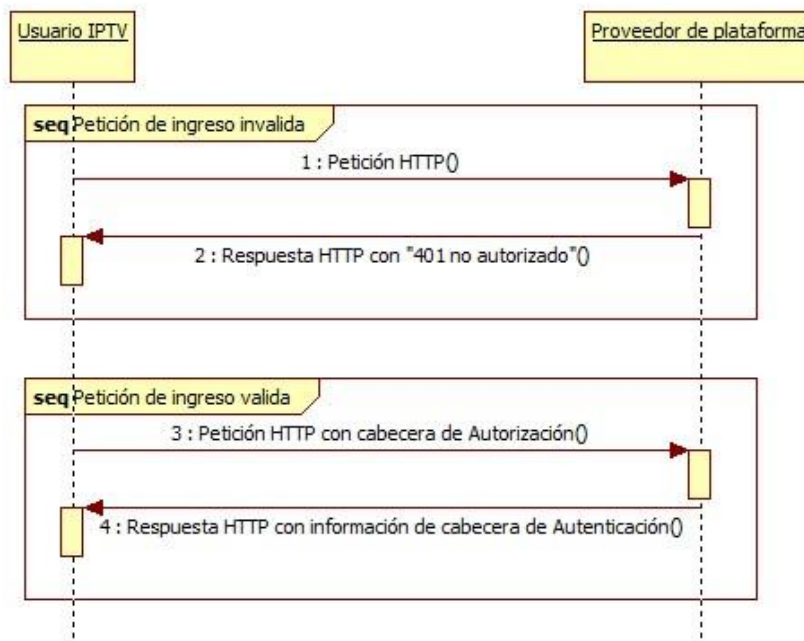 Usuario IPTV
Proveedor de plataforma
seq Petición de ingreso invalida
1 : Petición HTTP()
2 : Respuesta HTTP con "401 no autorizado"()
seq Petición de ingreso valida
3 : Petición HTTP con cabecera de Autorización()
4 : Respuesta HTTP con información de cabecera de Autenticación()